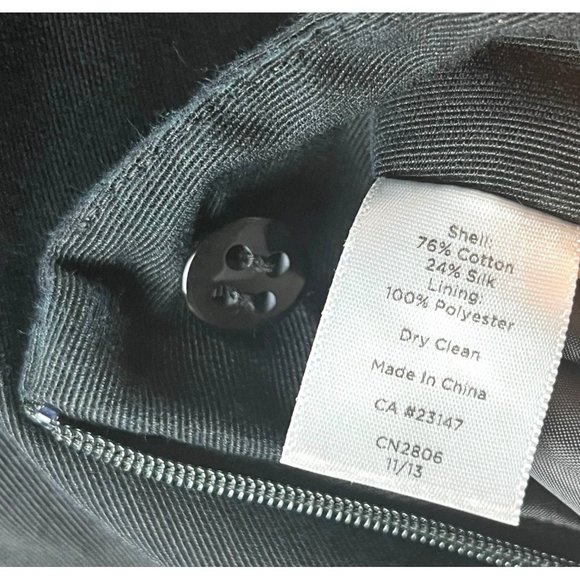 Shell:
76% Cotton
24% Silk
Lining:
100% Polyester
Dry Clean
Made In China
CA #23147
CN2806
11/13